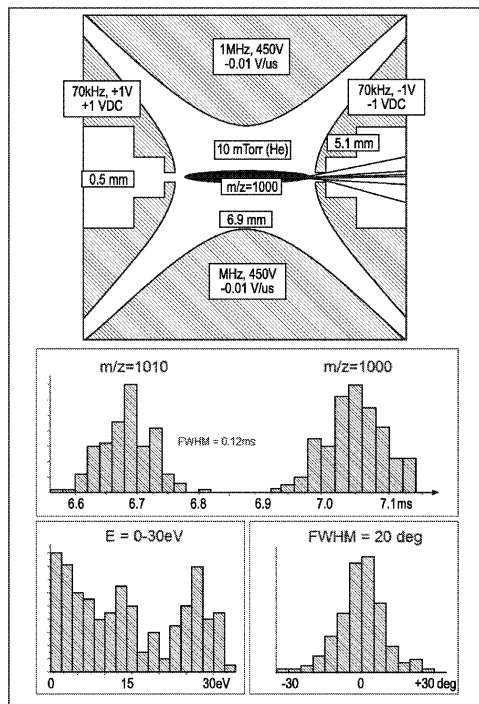 1MHz, 450V
-0.01 V/us
70kHz, +1V
+1 VDC
70kHz, -1V
-1 VDC
10 mTorr (He)
5.1 mm
0.5 mm
m/z=1000
6.9 mm
MHz, 450V
-0.01 V/us
m/z=1010
m/z=1000
FWHM = 0.12ms
6.6 6.7 6.8 6.9 7.0 7.1ms
E = 0-30eV
FWHM = 20 deg
0 15 30eV
-30 0 +30 deg